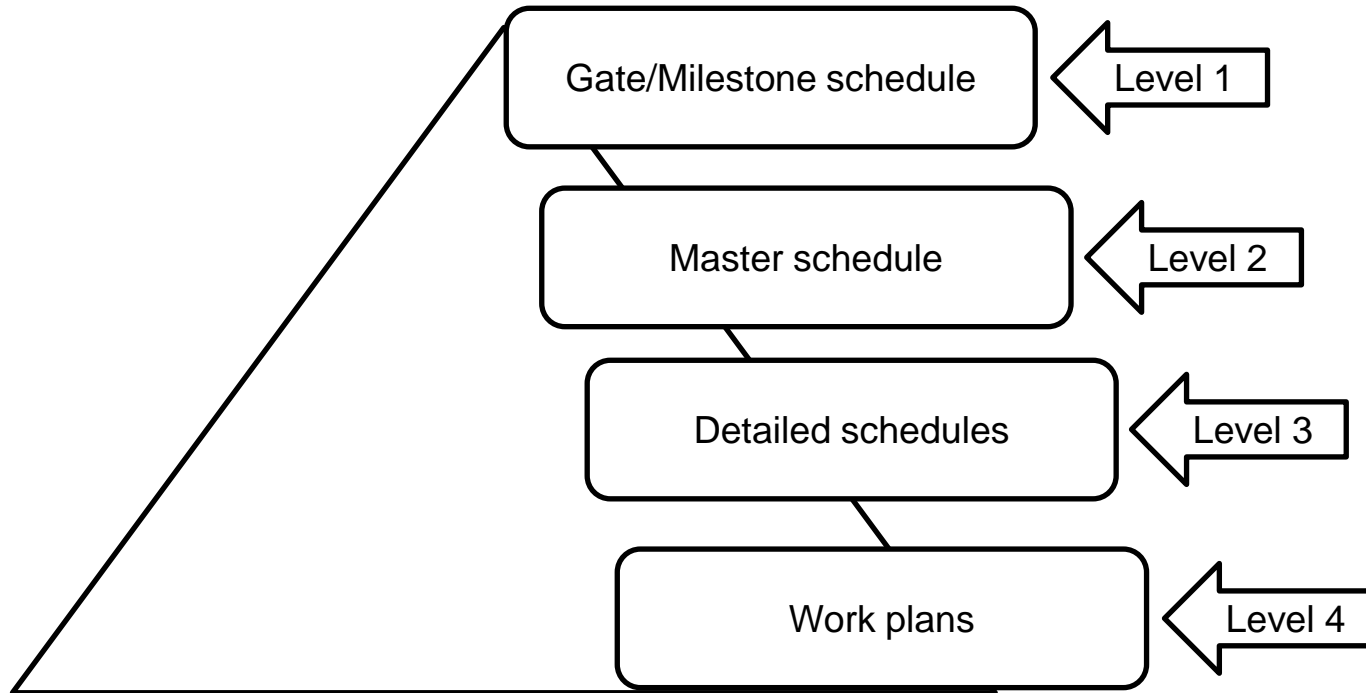 Gate/Milestone schedule
Level 1
Master schedule
Level 2
Detailed schedules
Level 3
Work plans
Level 4